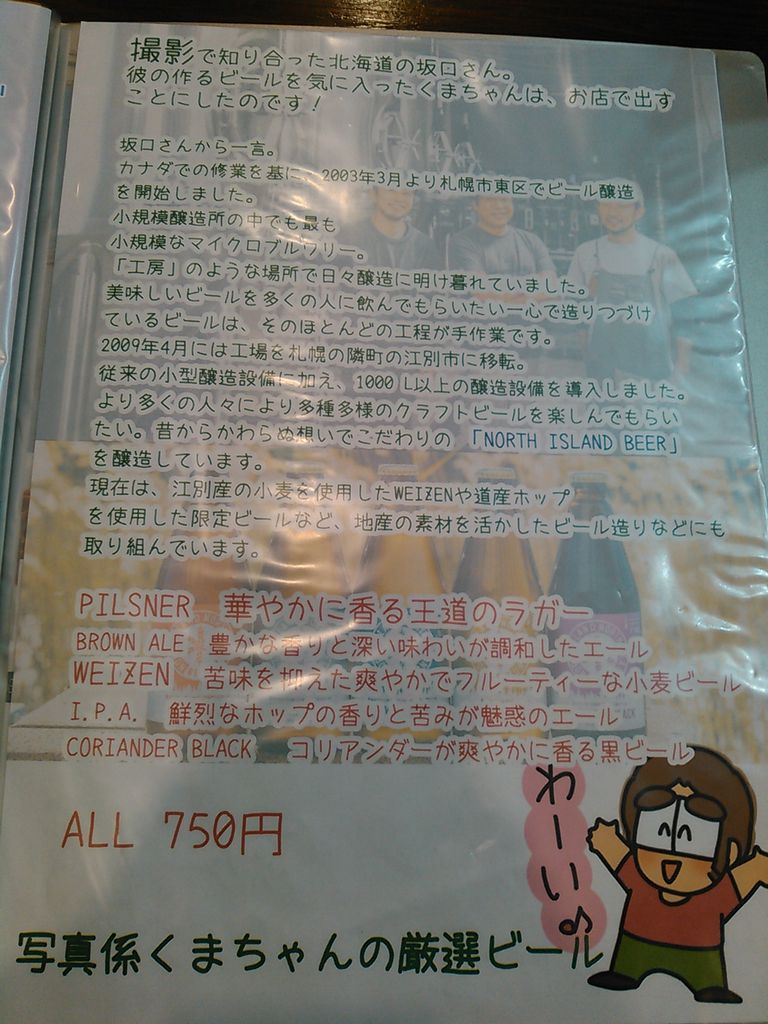 撮影で知り合った北海道の坂口さん。
彼の作るビールを気に入ったくまちゃんは、お店で出す
ことにしたのです！
坂口さんから一言。
カナダでの修業を基に、2003年3月より札幌市東区でビール醸造
を開始しました。
小規模醸造所の中でも最も
小規模なマイクロブルワリー。
「工房」のような場所で日々醸造に明け暮れていました。
美味しいビールを多くの人に飲んでもらいたい一心で造りつづけ
ているビールは、そのほとんどの工程が手作業です。
2009年4月には工場を札幌の隣町の江別市に移転。
従来の小型醸造設備に加え、1000L以上の醸造設備を導入しました。
より多くの人々により多種多様のクラフトビールを楽しんでもらい
たい。昔からかわらぬ想いでこだわりの「NORTH ISLAND BEER」
を醸造しています。
現在は、江別産の小麦を使用したWEIZENや道産ホップ
を使用した限定ビールなど、地産の素材を活かしたビール造りなどにも
取り組んでいます。
PILSNER 華やかに香る王道のラガー
BROWN ALE 豊かな香りと深い味わいが調和したエール
WEIZEN 苦味を抑えた爽やかでフルーティーな小麦ビール
I.P.A. 鮮烈なホップの香りと苦みが魅惑のエール
CORIANDER BLACK コリアンダーが爽やかに香る黒ビール
ALL 750円
わーい♪
写真係くまちゃんの厳選ビール